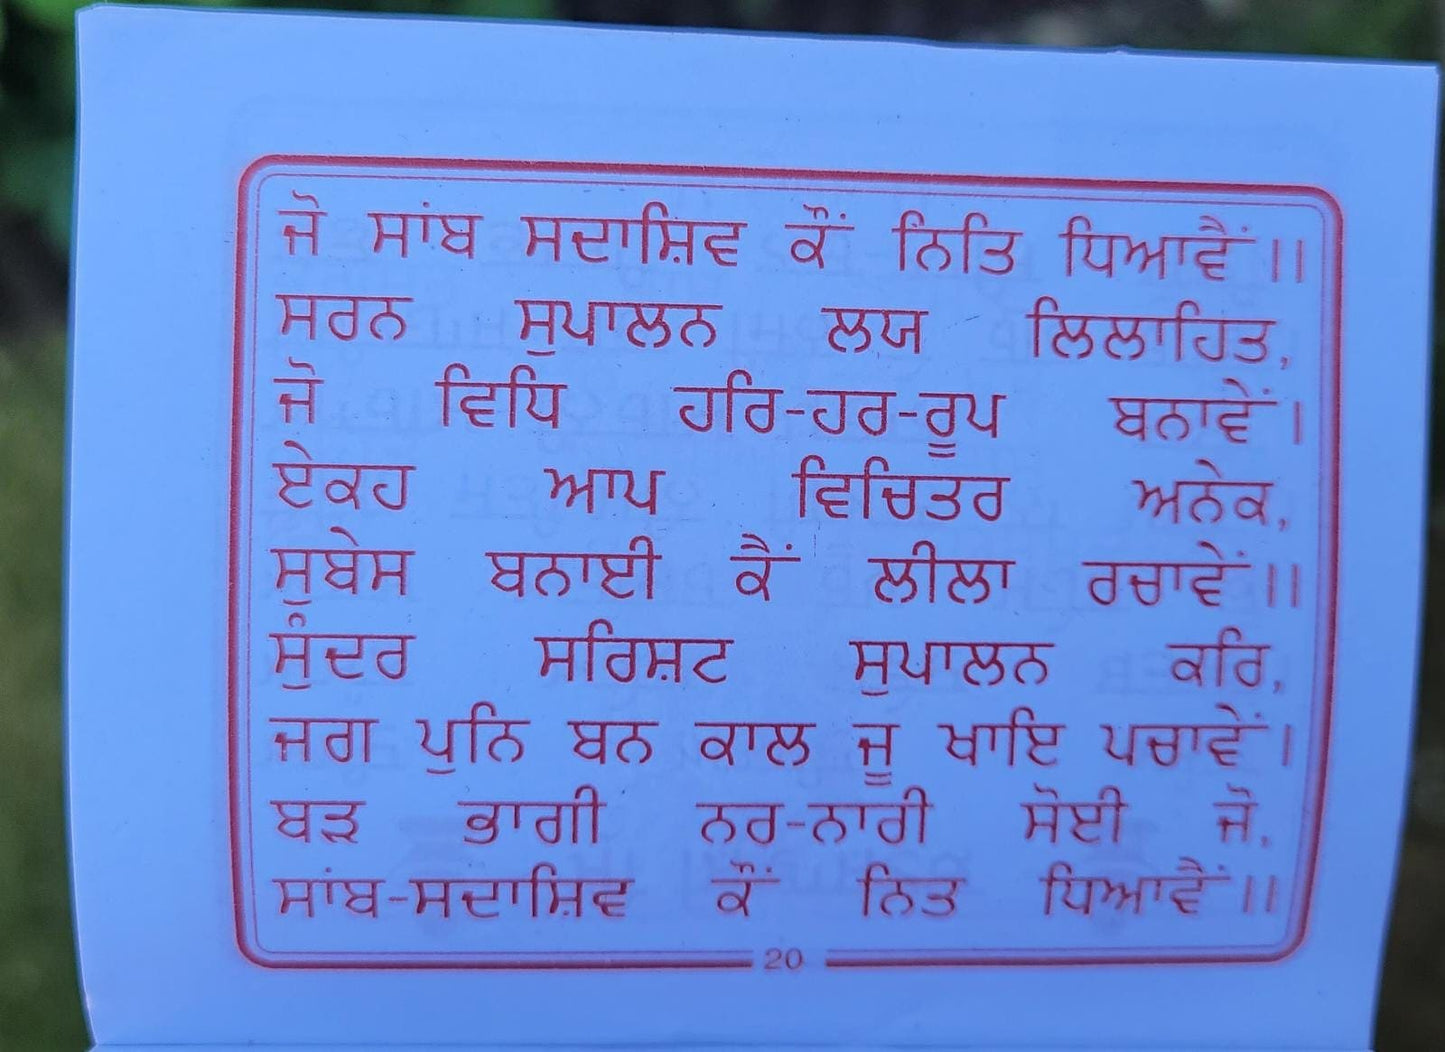 ਜੋ ਸਾਂਬ ਸਦਾਸ਼ਿਵ ਕੌਂ ਨਿਤਿ ਧਿਆਵੈਂ।।
ਸਰਨ ਸੁਪਾਲਨ ਲਯ ਲਿਲਾਹਿਤ,
ਜੋ ਵਿਧਿ ਹਰਿ-ਹਰ-ਰੂਪ ਬਨਾਵੇਂ।
ਏਕਹ ਆਪ ਵਿਚਿਤਰ ਅਨੇਕ,
ਸੁਬੇਸ ਬਨਾਈ ਕੈਂ ਲੀਲਾ ਰਚਾਵੇਂ।।
ਸੁੰਦਰ ਸਰਿਸ਼ਟ ਸੁਪਾਲਨ ਕਰਿ,
ਜਗ ਪੁਨਿ ਬਨ ਕਾਲ ਜੂ ਖਾਇ ਪਚਾਵੇਂ।
ਬੜ ਭਾਗੀ ਨਰ-ਨਾਰੀ ਸੋਈ ਜੋ,
ਸਾਂਬ-ਸਦਾਸ਼ਿਵ ਕੌਂ ਨਿਤ ਧਿਆਵੈਂ।।
20